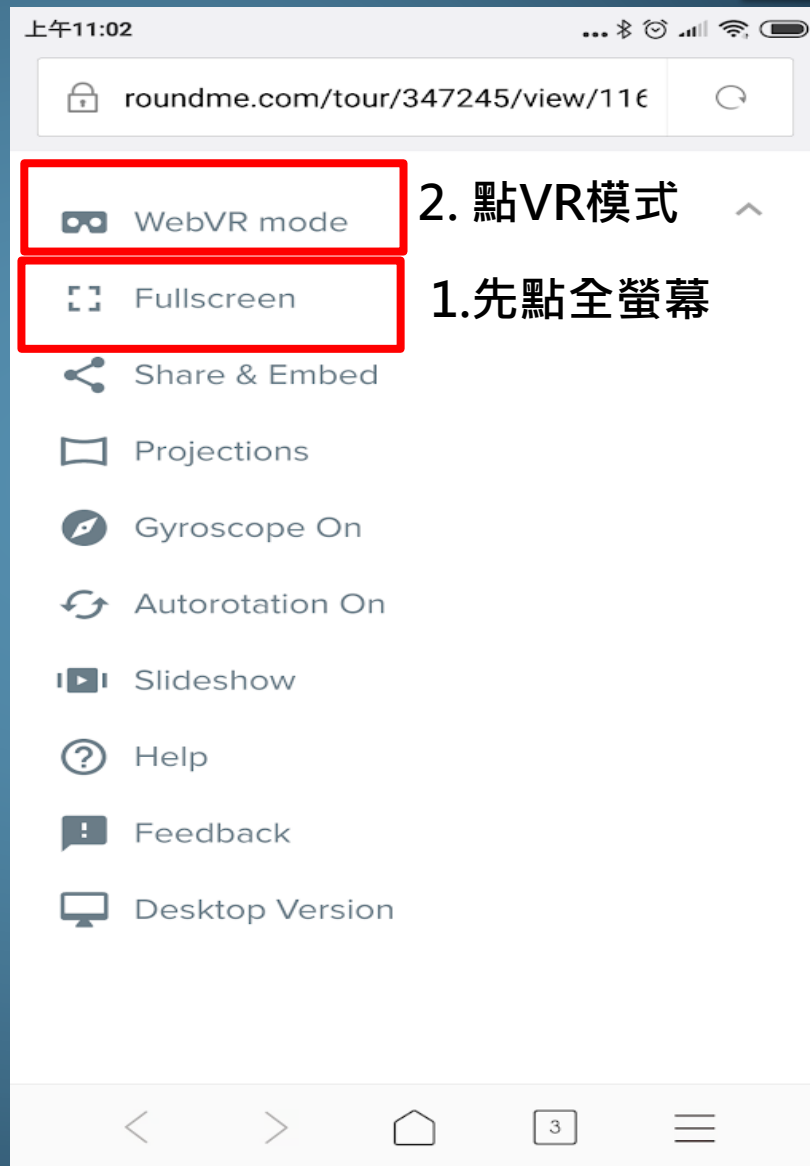 上午11:02
roundme.com/tour/347245/view/116
WebVR mode
2. 點VR模式
Fullscreen
1.先點全螢幕
Share & Embed
Projections
Gyroscope On
Autorotation On
Slideshow
Help
Feedback
Desktop Version
3